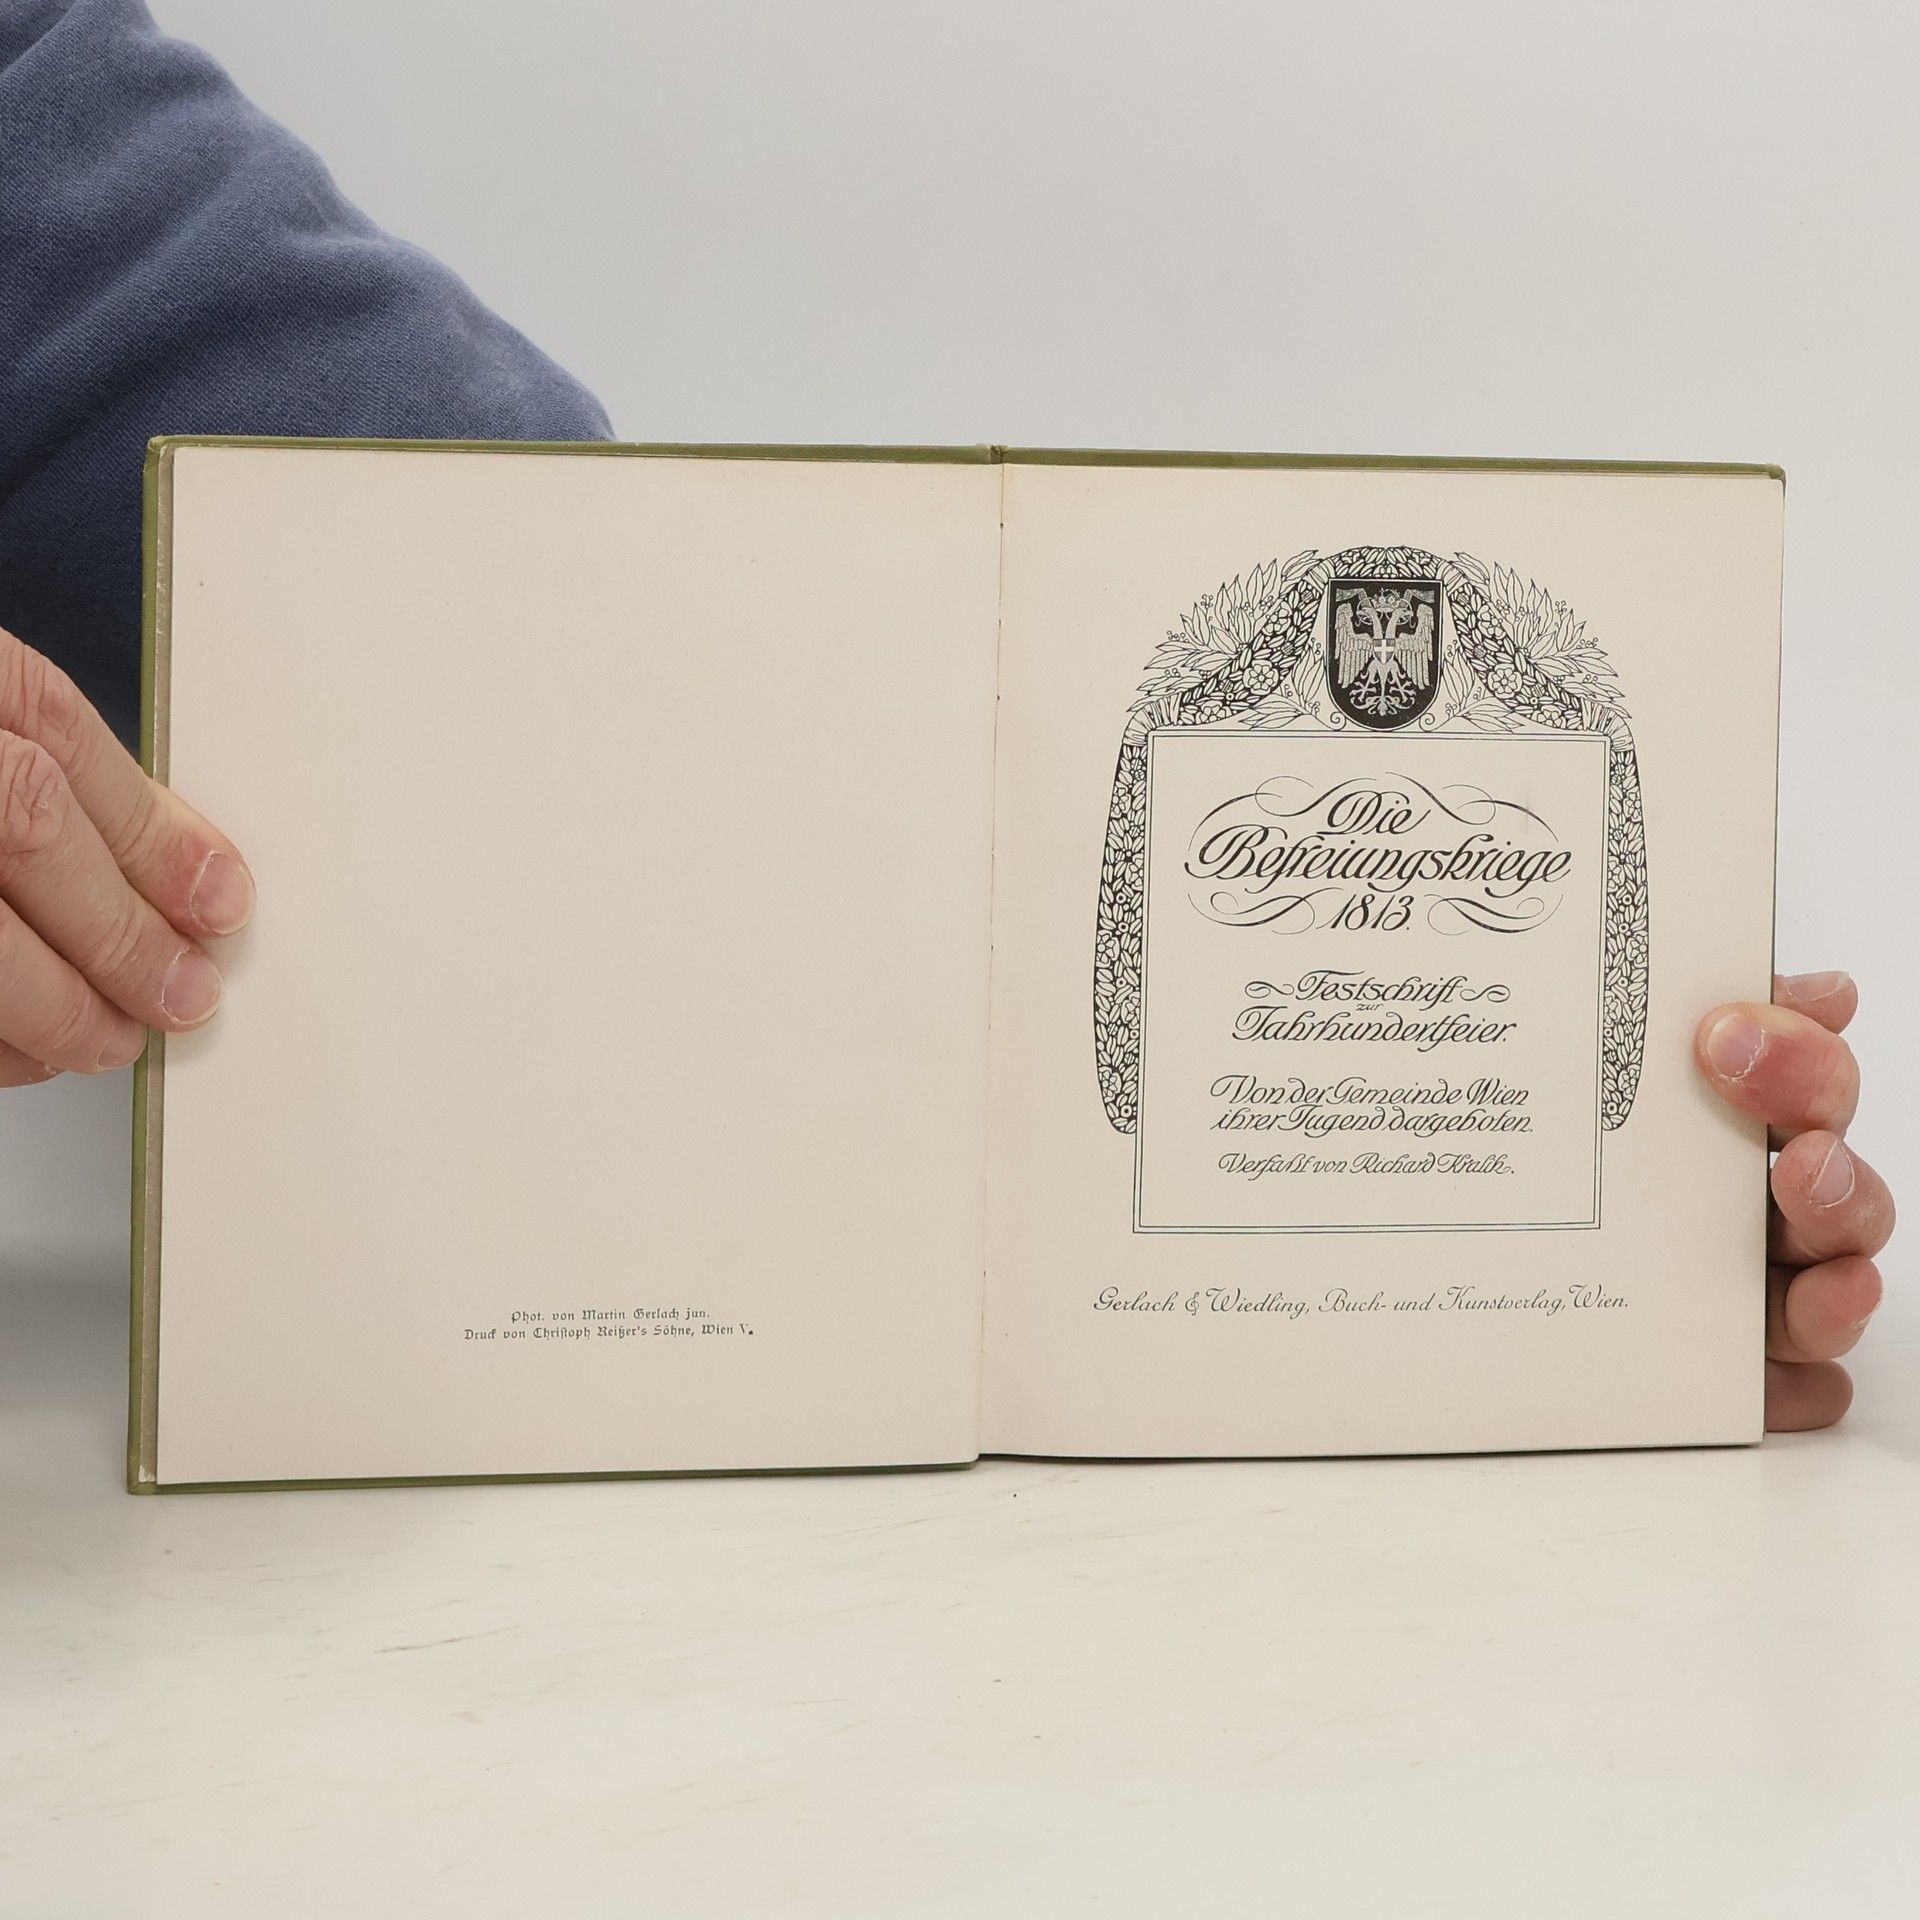 Phot. von Martin Gerlach jun.
Druck von Christoph Reißer's Söhne, Wien V.
Die
Befreiungskriege
1813.
Festschrift
zur
Jahrhundertfeier.
Von der Gemeinde Wien
ihrer Jugend dargeboten.
Verfaßt von Richard Kralik.
Gerlach & Wiedling, Buch- und Kunstverlag, Wien.